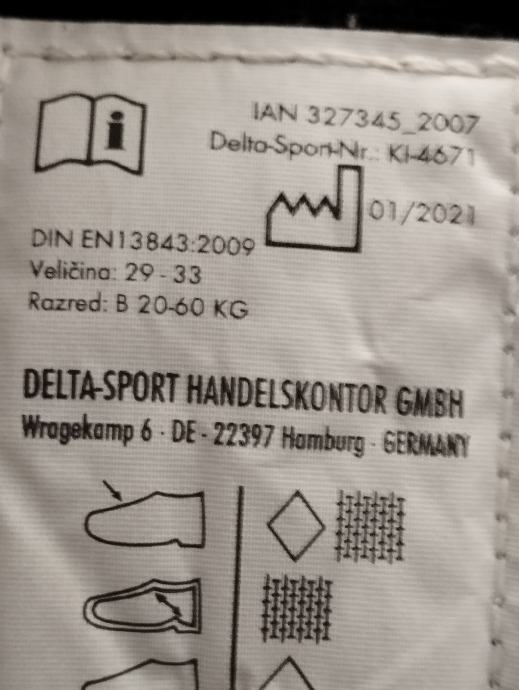 IAN 327345_2007
Delta-Sport-Nr.: KI-4671
01/2021
DIN EN13843:2009
Veličina: 29 - 33
Razred: B 20-60 KG
DELTA-SPORT HANDELSKONTOR GMBH
Wragekamp 6 · DE - 22397 Hamburg · GERMANY